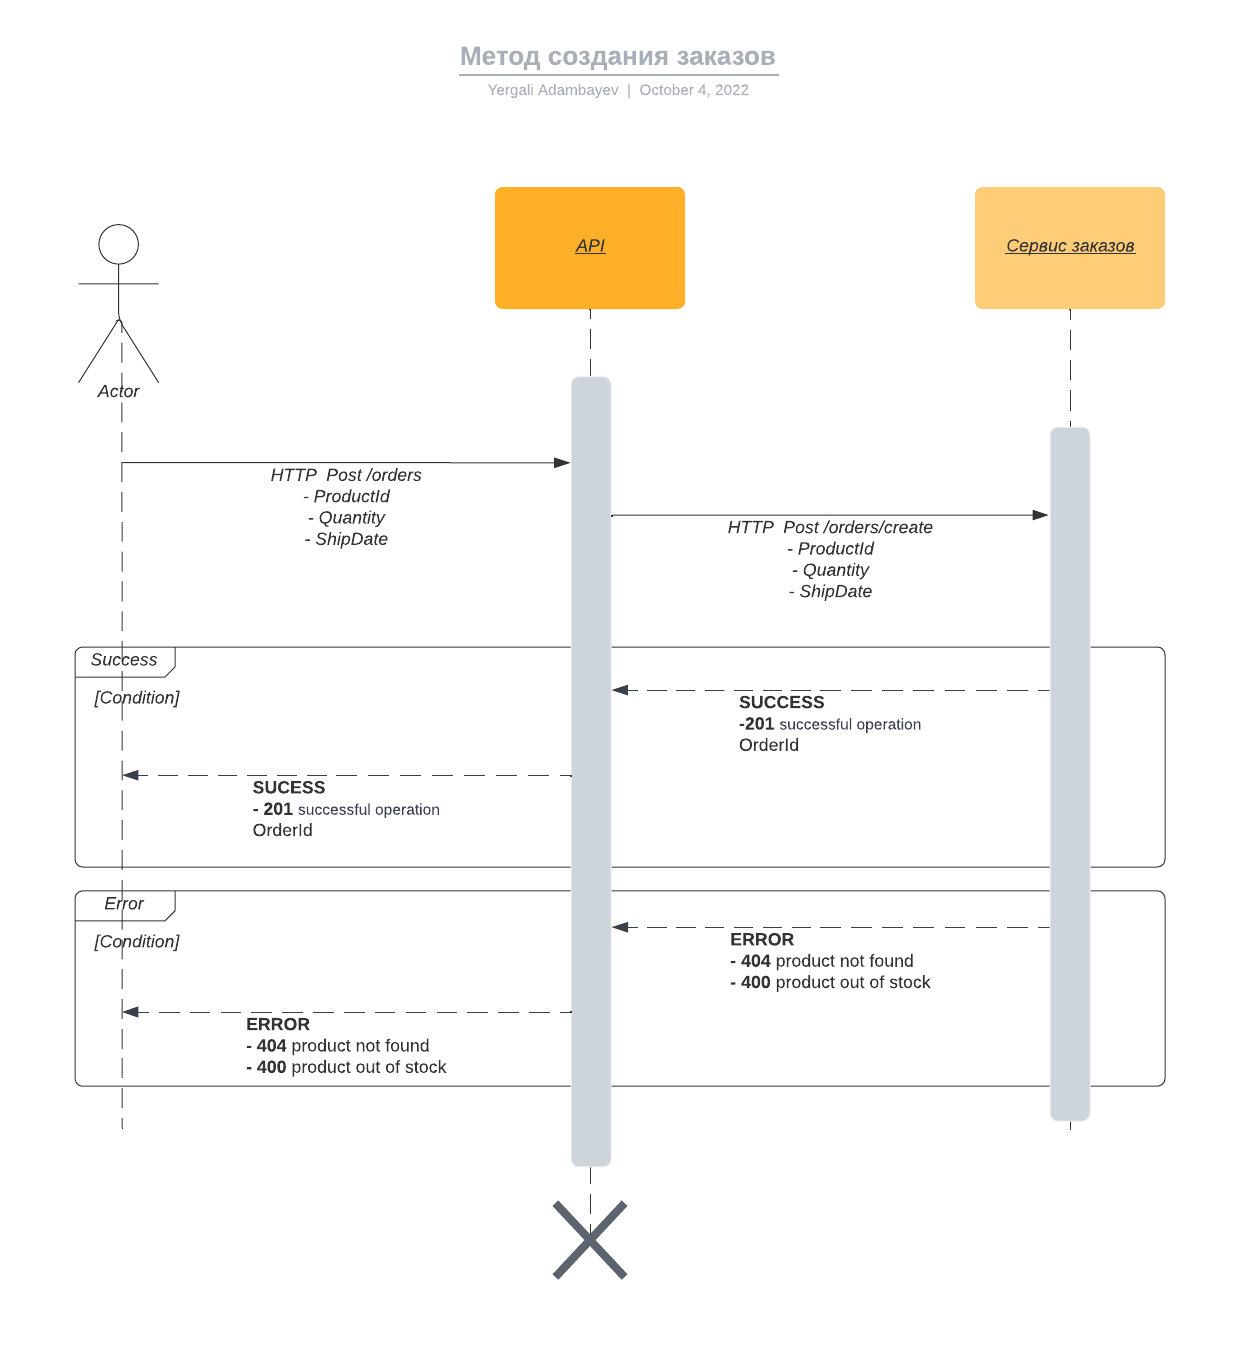 Метод создания заказов
Yergali Adambayev | October 4, 2022
API
Сервис заказов
Actor
HTTP Post /orders
- ProductId
- Quantity
- ShipDate
HTTP Post /orders/create
- ProductId
- Quantity
- ShipDate
Success
[Condition]
SUCCESS
-201 successful operation
OrderId
SUCESS
- 201 successful operation
OrderId
Error
[Condition]
ERROR
- 404 product not found
- 400 product out of stock
ERROR
- 404 product not found
- 400 product out of stock